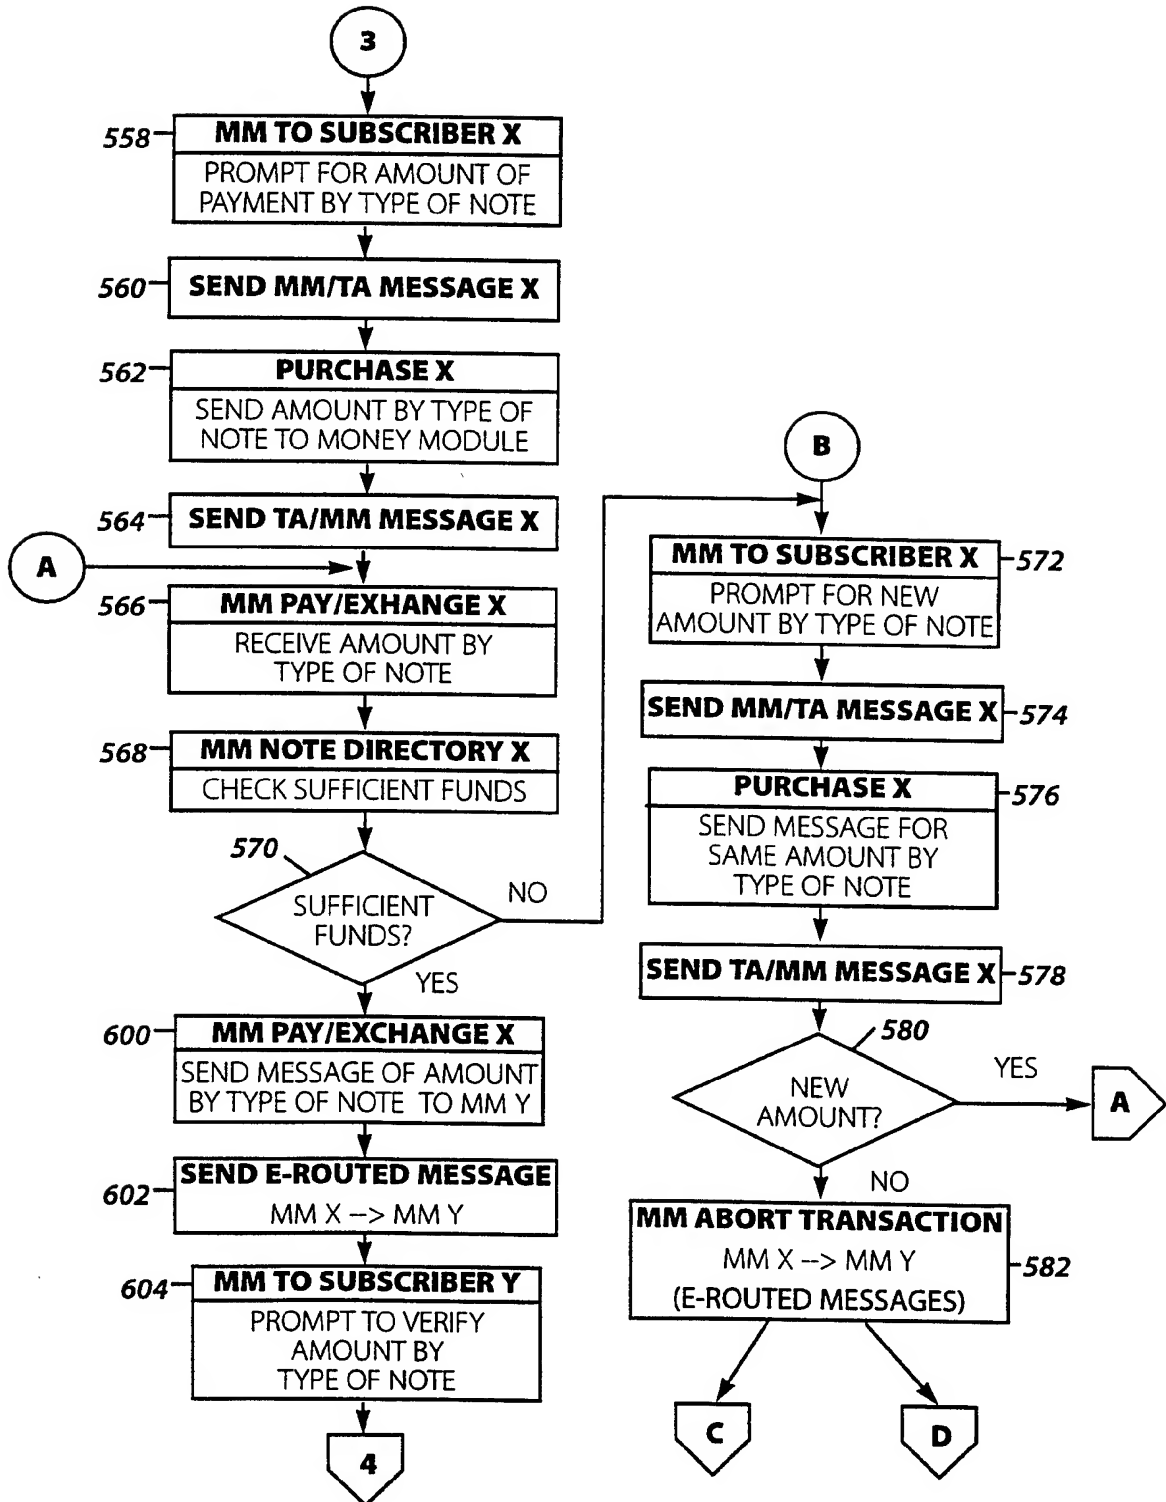 3
558
MM TO SUBSCRIBER X
PROMPT FOR AMOUNT OF
PAYMENT BY TYPE OF NOTE
560
SEND MM/TA MESSAGE X
562
PURCHASE X
SEND AMOUNT BY TYPE OF
NOTE TO MONEY MODULE
564
SEND TA/MM MESSAGE X
A
566
MM PAY/EXHANGE X
RECEIVE AMOUNT BY
TYPE OF NOTE
568
MM NOTE DIRECTORY X
CHECK SUFFICIENT FUNDS
570
SUFFICIENT
FUNDS?
NO
YES
600
MM PAY/EXCHANGE X
SEND MESSAGE OF AMOUNT
BY TYPE OF NOTE TO MM Y
602
SEND E-ROUTED MESSAGE
MM X --> MM Y
604
MM TO SUBSCRIBER Y
PROMPT TO VERIFY
AMOUNT BY
TYPE OF NOTE
4
B
MM TO SUBSCRIBER X
572
PROMPT FOR NEW
AMOUNT BY TYPE OF NOTE
SEND MM/TA MESSAGE X
574
PURCHASE X
576
SEND MESSAGE FOR
SAME AMOUNT BY
TYPE OF NOTE
SEND TA/MM MESSAGE X
578
580
NEW
AMOUNT?
YES
A
NO
MM ABORT TRANSACTION
MM X --> MM Y
582
(E-ROUTED MESSAGES)
C
D